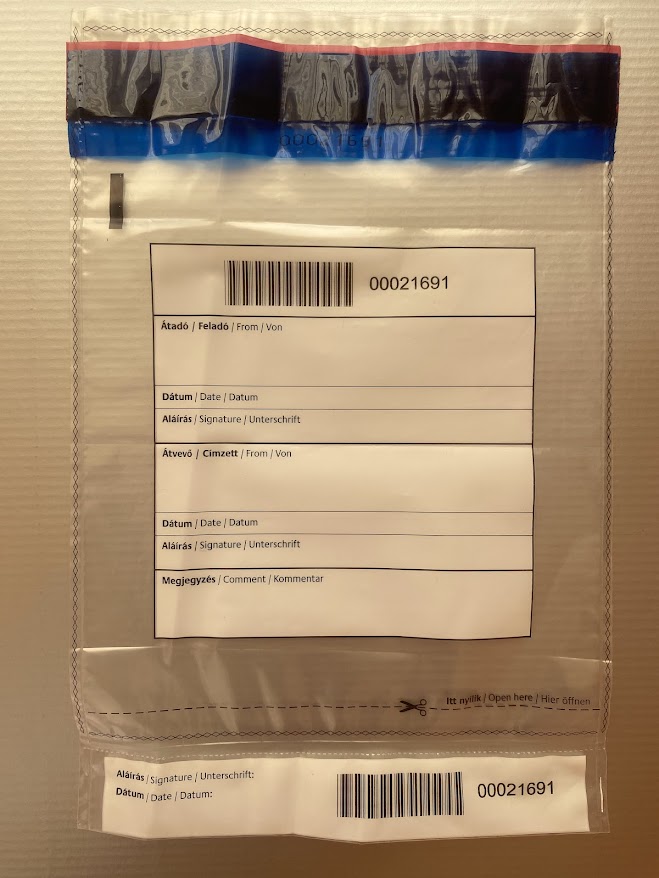 00021691
Átadó / Feladó / From / Von
Dátum / Date / Datum
Aláírás / Signature / Unterschrift
Átvevő / Címzett / From / Von
Dátum / Date / Datum
Aláírás / Signature / Unterschrift
Megjegyzés / Comment / Kommentar
Itt nyílik / Open here / Hier öffnen
Aláírás / Signature / Unterschrift:
Dátum / Date / Datum:
00021691